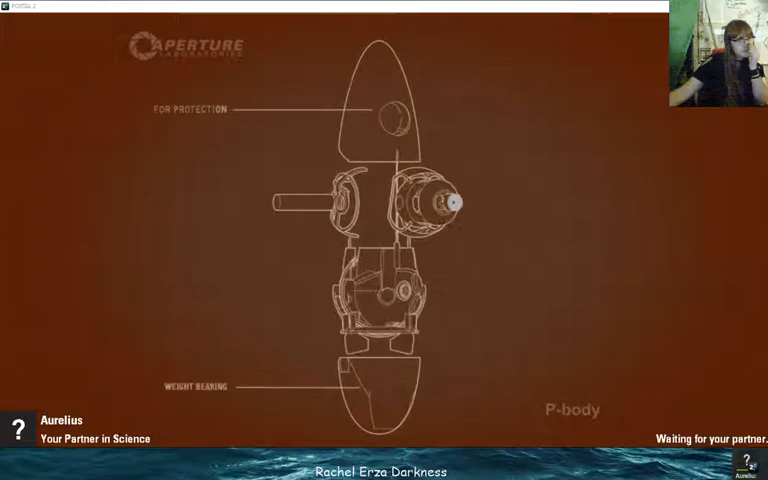 PORTAL 2
APERTURE
LABORATORIES
FOR PROTECTION
WEIGHT BEARING
P-body
?
Aurelius
Your Partner in Science
Waiting for your partner.
Rachel Erza Darkness
?
Aurelius